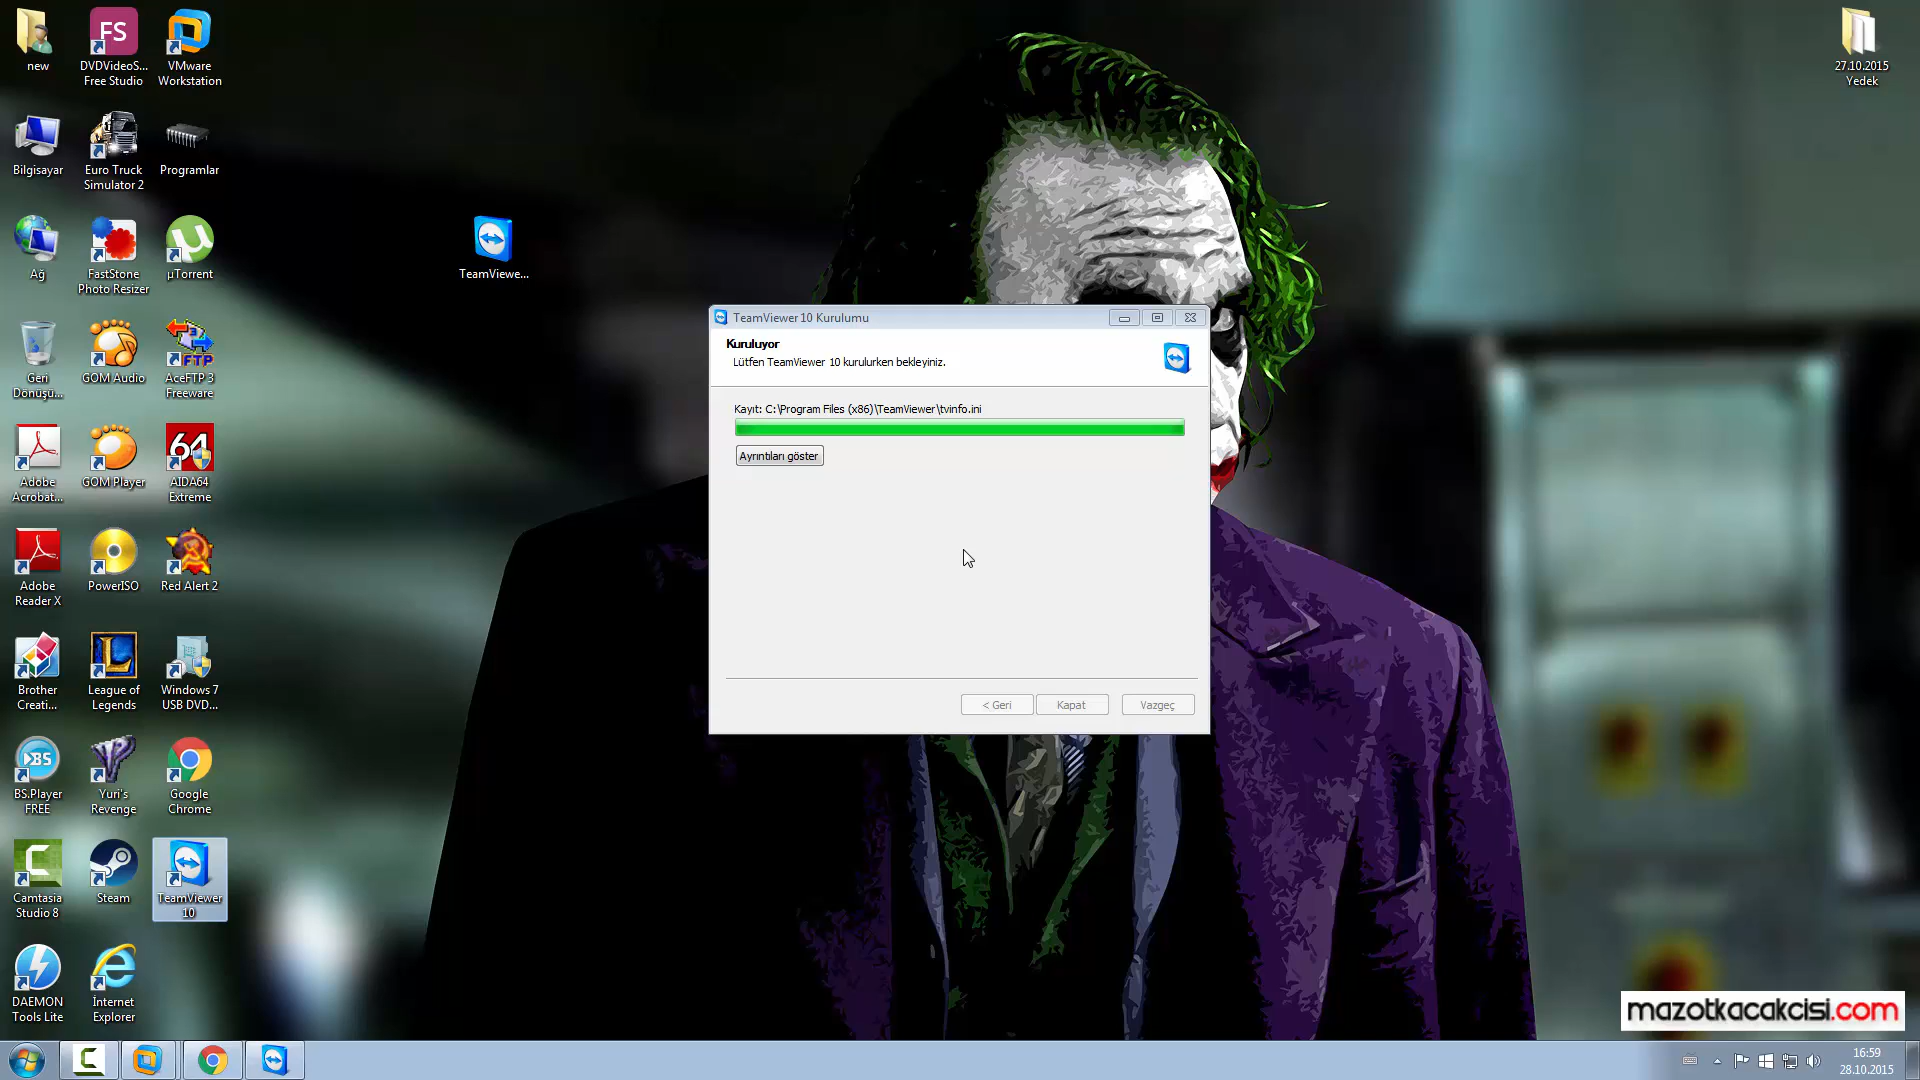 new
DVDVideoS...
Free Studio
VMware
Workstation
27.10.2015
Yedek
Bilgisayar
Euro Truck
Simulator 2
Programlar
Ağ
FastStone
Photo Resizer
µTorrent
TeamViewe...
Geri
Dönüşü...
GOM Audio
AceFTP 3
Freeware
Adobe
Acrobat...
GOM Player
AIDA64
Extreme
Adobe
Reader X
PowerISO
Red Alert 2
Brother
Creati...
League of
Legends
Windows 7
USB DVD...
BS.Player
FREE
Yuri's
Revenge
Google
Chrome
Camtasia
Studio 8
Steam
TeamViewer
10
DAEMON
Tools Lite
İnternet
Explorer
FS
FTP
64
BS
TeamViewer 10 Kurulumu
Kuruluyor
Lütfen TeamViewer 10 kurulurken bekleyiniz.
Kayıt: C:\Program Files (x86)\TeamViewer\tvinfo.ini
Ayrıntıları göster
< Geri
Kapat
Vazgeç
mazotkacakcisi.com
16:59
28.10.2015